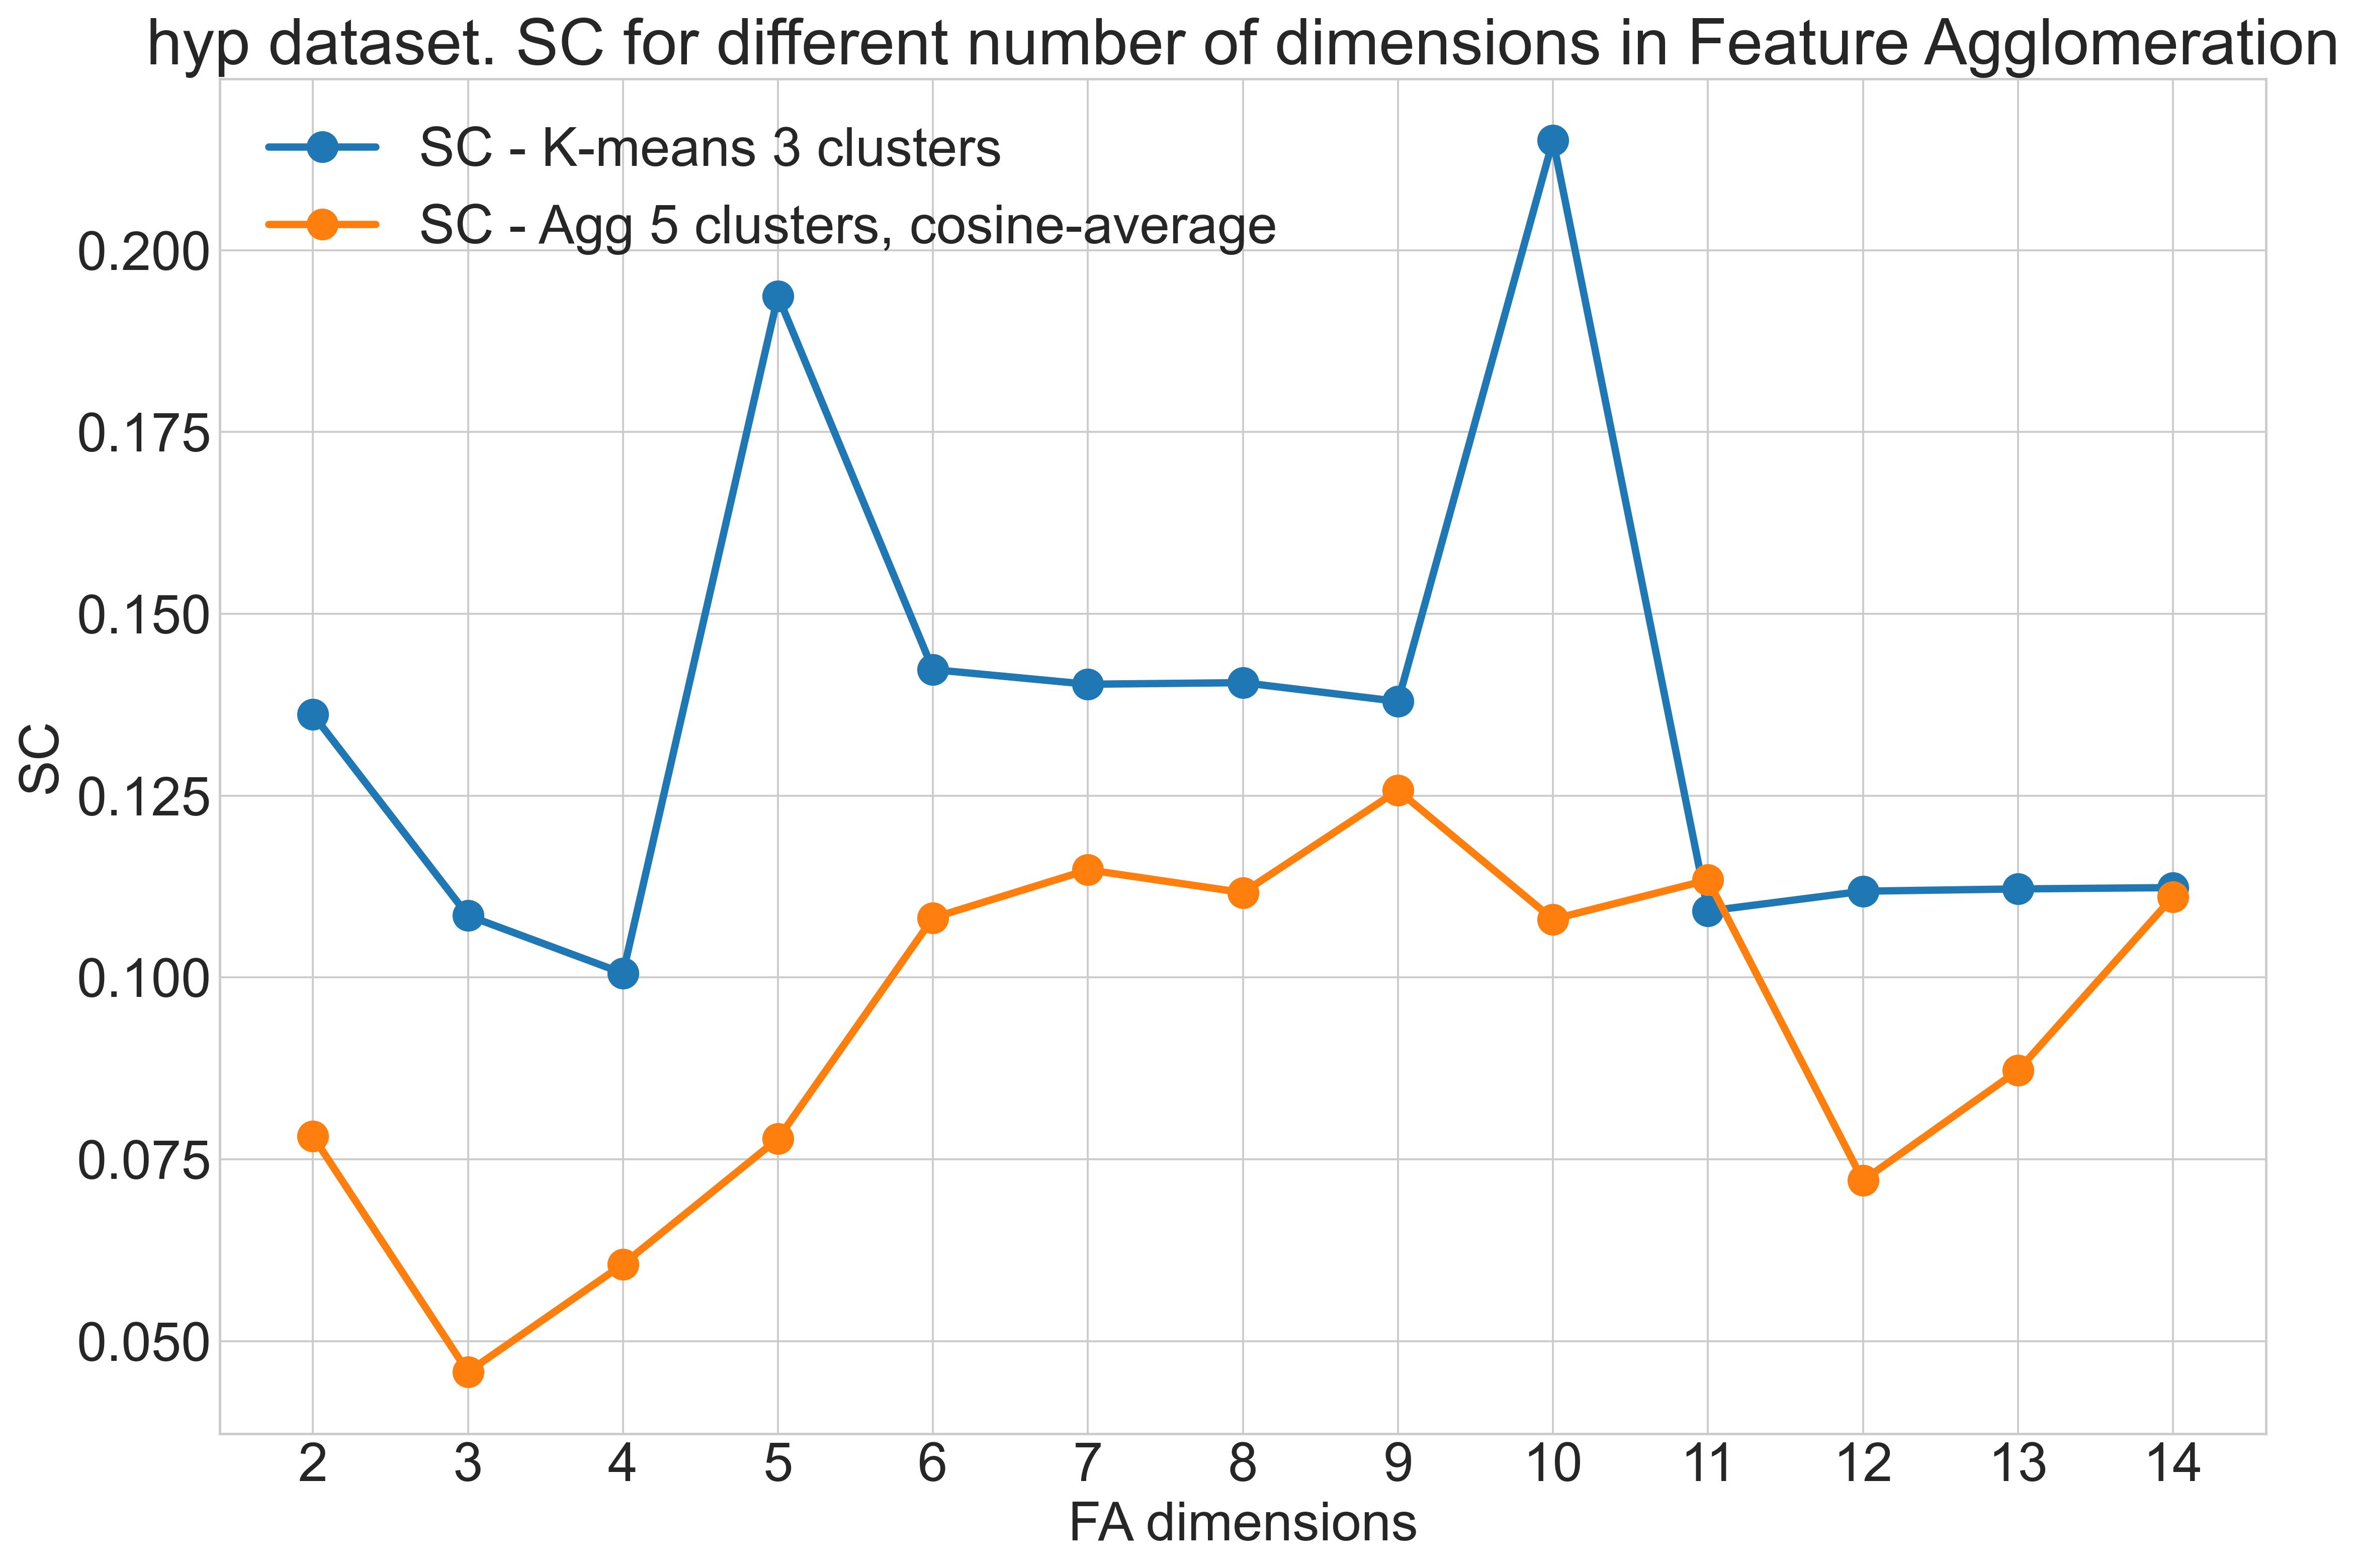 hyp dataset. SC for different number of dimensions in Feature Agglomeration
SC - K-means 3 clusters
SC - Agg 5 clusters, cosine-average
0.200
0.175
0.150
0.125
0.100
0.075
0.050
SC
2 3 4 5 6 7 8 9 10 11 12 13 14
FA dimensions